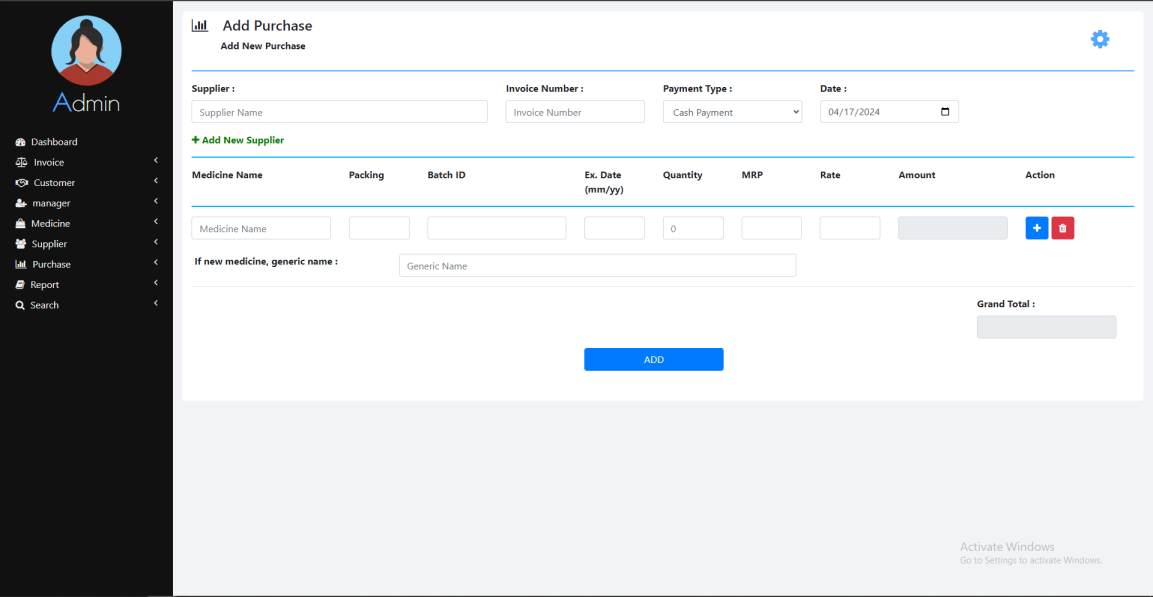 Add Purchase
Add New Purchase
Admin
Dashboard
Invoice
Customer
manager
Medicine
Supplier
Purchase
Report
Search
Supplier :
Invoice Number :
Payment Type :
Date :
Supplier Name
Invoice Number
Cash Payment
04/17/2024
Add New Supplier
Medicine Name
Packing
Batch ID
Ex. Date
(mm/yy)
Quantity
MRP
Rate
Amount
Action
Medicine Name
0
If new medicine, generic name :
Generic Name
Grand Total :
ADD
Activate Windows
Go to Settings to activate Windows.